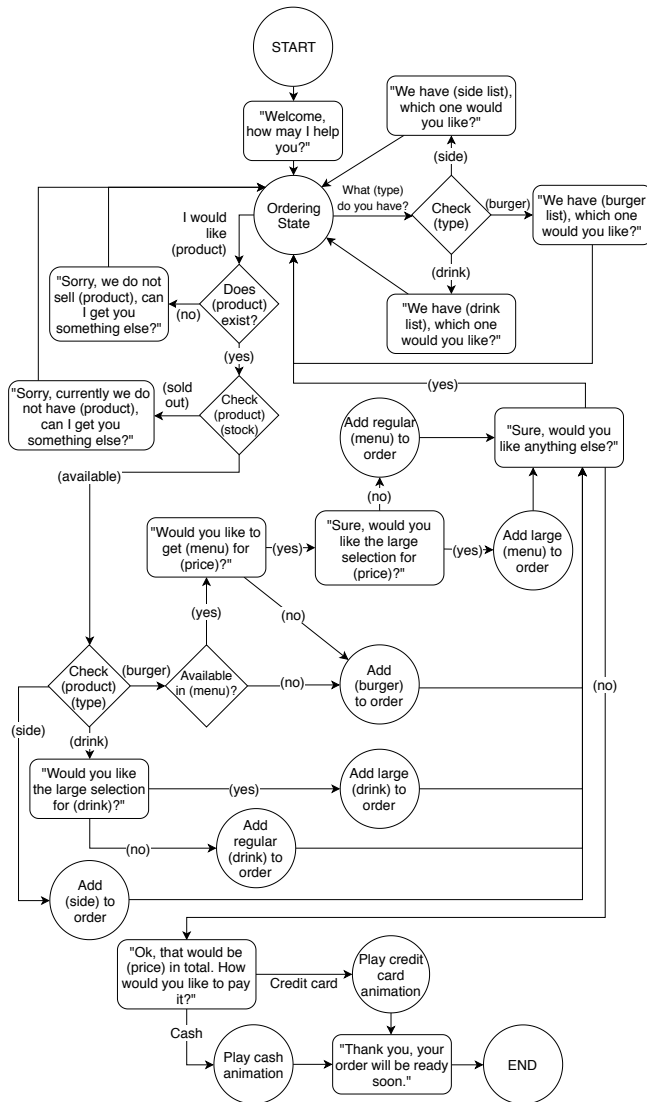 START
"Welcome,
how may I help
you?"
"We have (side list),
which one would
you like?"
(side)
Ordering
State
What (type)
do you have?
Check
(type)
(burger)
"We have (burger
list), which one
would you like?"
(drink)
"We have (drink
list), which one
would you like?"
I would
like
(product)
Does
(product)
exist?
(no)
"Sorry, we do not
sell (product), can
I get you
something else?"
(yes)
Check
(product)
(stock)
(sold
out)
"Sorry, currently we do
not have (product),
can I get you
something else?"
(available)
(yes)
Add regular
(menu) to
order
"Sure, would you
like anything else?"
(no)
"Would you like to
get (menu) for
(price)?"
(yes)
"Sure, would you
like the large
selection for
(price)?"
(yes)
Add large
(menu) to
order
(yes)
(no)
Check
(product)
(type)
(burger)
Available
in (menu)?
(no)
Add
(burger)
to order
(no)
(side)
(drink)
"Would you like
the large selection
for (drink)?"
(yes)
Add large
(drink) to
order
(no)
Add
regular
(drink) to
order
Add
(side) to
order
"Ok, that would be
(price) in total. How
would you like to pay
it?"
Credit card
Play credit
card
animation
Cash
Play cash
animation
"Thank you, your
order will be ready
soon."
END